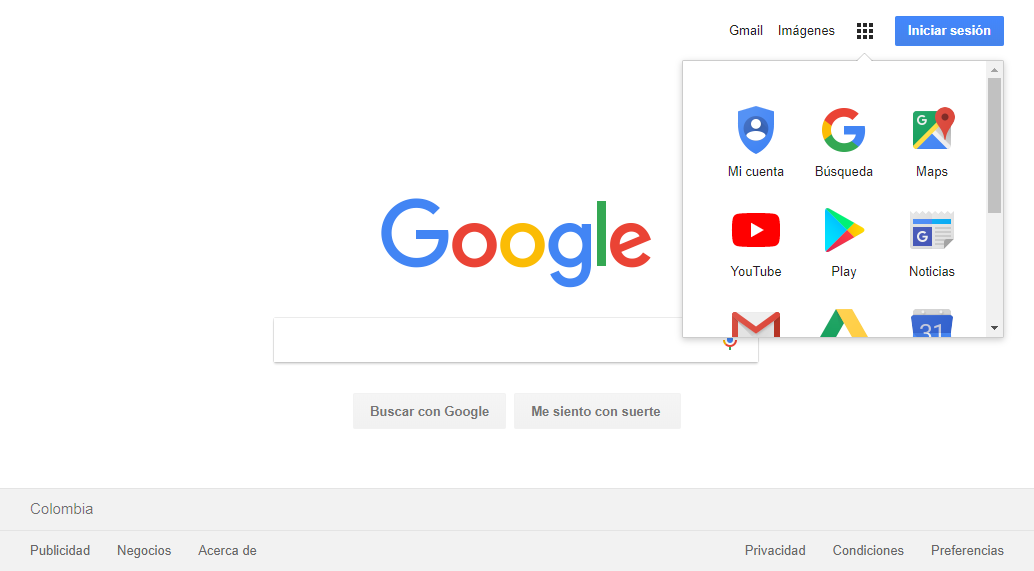 Gmail Imágenes Iniciar sesión
Mi cuenta Búsqueda Maps
YouTube Play Noticias
31
Google
Buscar con Google Me siento con suerte
Colombia
Publicidad Negocios Acerca de Privacidad Condiciones Preferencias